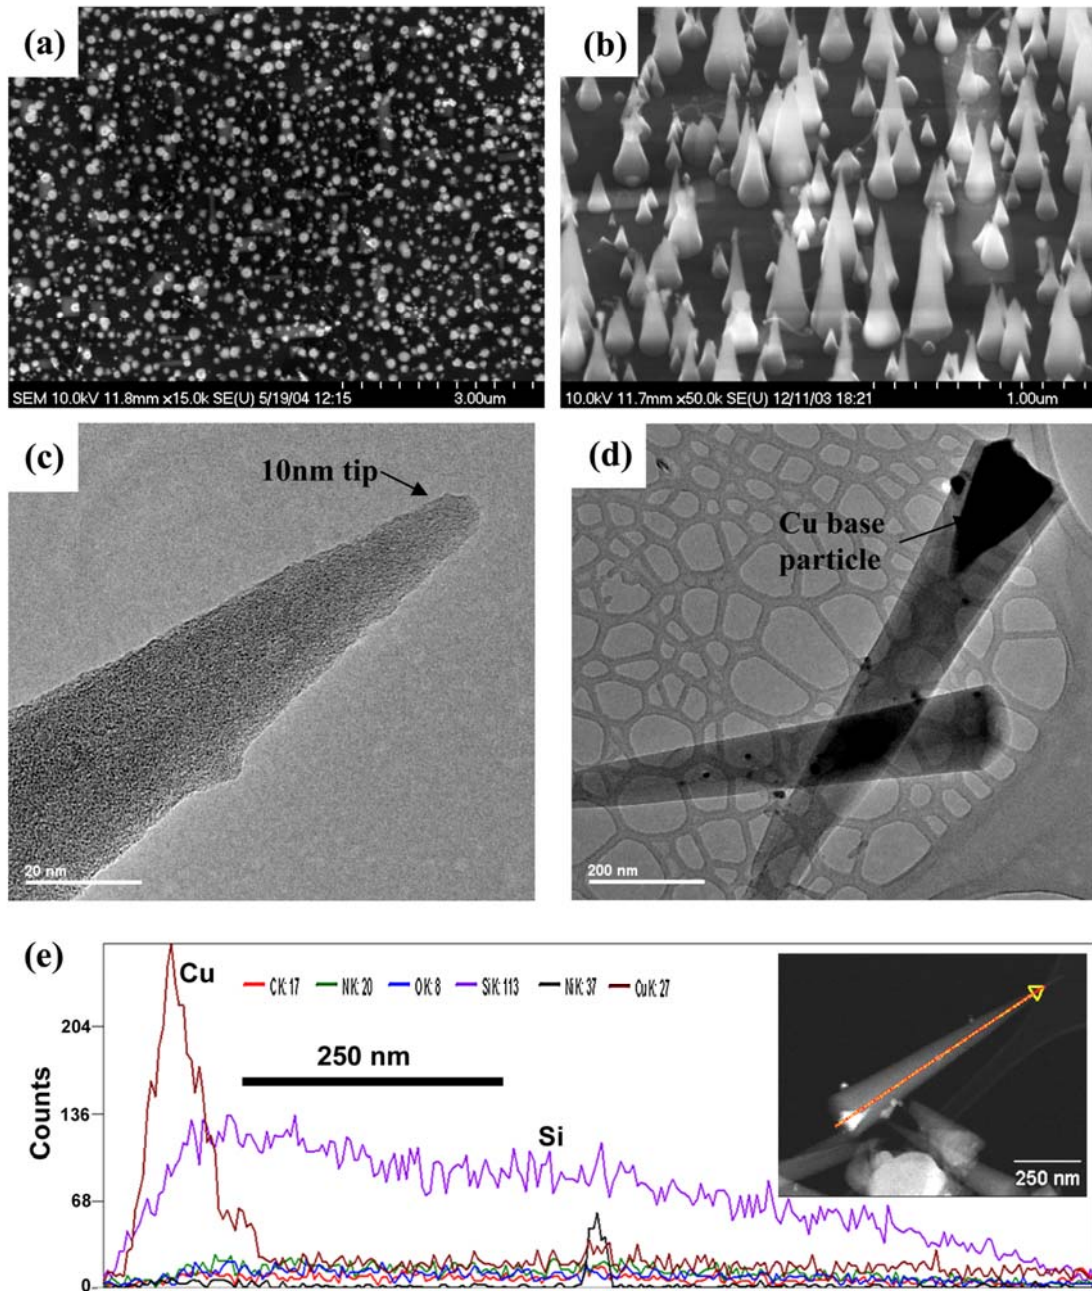 (a)
SEM 10.0kV 11.8mm x15.0k SE(U) 5/19/04 12:15 3.00um
(b)
10.0kV 11.7mm x50.0k SE(U) 12/11/03 18:21 1.00um
(c)
10nm tip
20 nm
(d)
Cu base
particle
200 nm
(e)
Cu
CK:17 NK:20 OK:8 SiK:113 NiK:37 CuK:27
250 nm
Si
Counts
204
136
68
0
250 nm